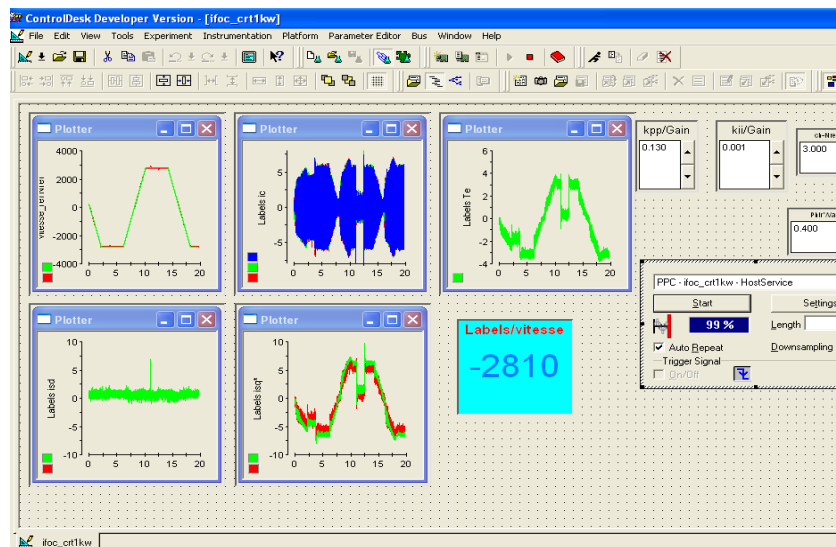 ControlDesk Developer Version - [ifoc_crt1kw]
File Edit View Tools Experiment Instrumentation Platform Parameter Editor Bus Window Help
Plotter
4000
2000
0
-2000
-4000
0 5 10 15 20
Plotter
Labels ic
5
0
-5
0 5 10 15 20
Plotter
Labels Te
6
4
2
0
-2
-4
0 5 10 15 20
kpp/Gain
0.130
kii/Gain
0.001
3.000
0.400
PPC - ifoc_crt1kw - HostService
Start Settings
99 % Length
Auto Repeat Downsampling
Trigger Signal
On/Off
Plotter
Labels isd
10
5
0
-5
-10
0 5 10 15 20
Plotter
Labels isq*
10
5
0
-5
-10
0 5 10 15 20
Labels/vitesse
-2810
ifoc_crt1kw